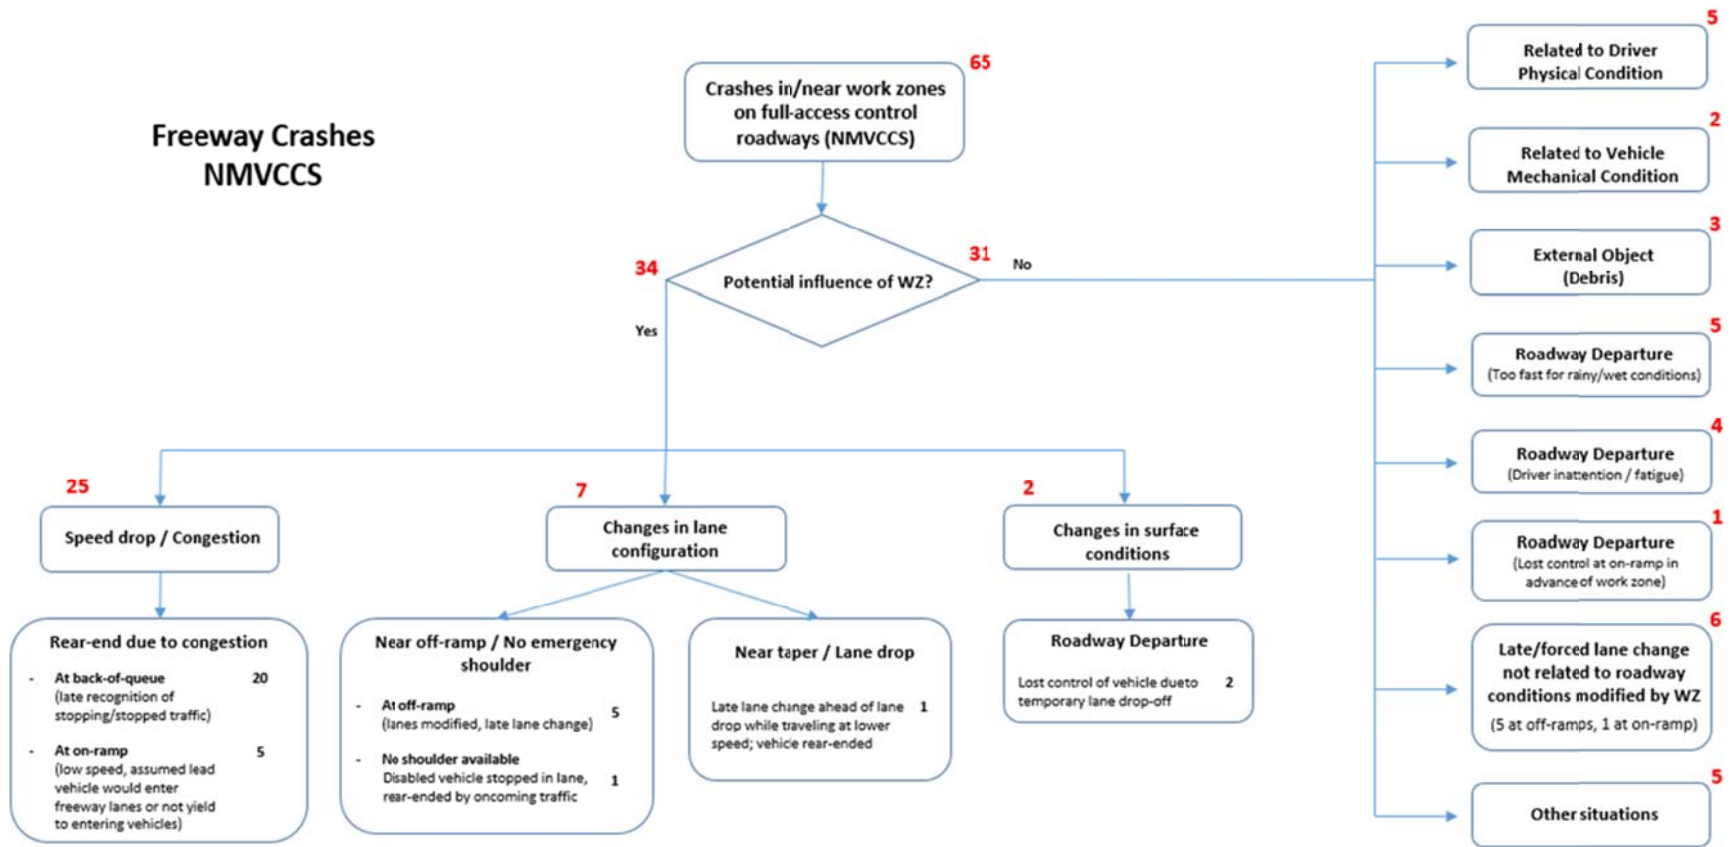 Freeway Crashes
NMVCCS
65
Crashes in/near work zones
on full-access control
roadways (NMVCCS)
34
Potential influence of WZ?
31
No
Yes
25
Speed drop / Congestion
7
Changes in lane
configuration
2
Changes in surface
conditions
Rear-end due to congestion
- At back-of-queue 20
(late recognition of
stopping/stopped traffic)
- At on-ramp 5
(low speed, assumed lead
vehicle would enter
freeway lanes or not yield
to entering vehicles)
Near off-ramp / No emergency
shoulder
- At off-ramp
(lanes modified, late lane change) 5
- No shoulder available
Disabled vehicle stopped in lane, 1
rear-ended by oncoming traffic
Near taper / Lane drop
Late lane change ahead of lane 1
drop while traveling at lower
speed; vehicle rear-ended
Roadway Departure
Lost control of vehicle dueto 2
temporary lane drop-off
5
Related to Driver
Physical Condition
2
Related to Vehicle
Mechanical Condition
3
External Object
(Debris)
5
Roadway Departure
(Too fast for rainy/wet conditions)
4
Roadway Departure
(Driver inattention / fatigue)
1
Roadway Departure
(Lost control at on-ramp in
advance of work zone)
6
Late/forced lane change
not related to roadway
conditions modified by WZ
(5 at off-ramps, 1 at on-ramp)
5
Other situations